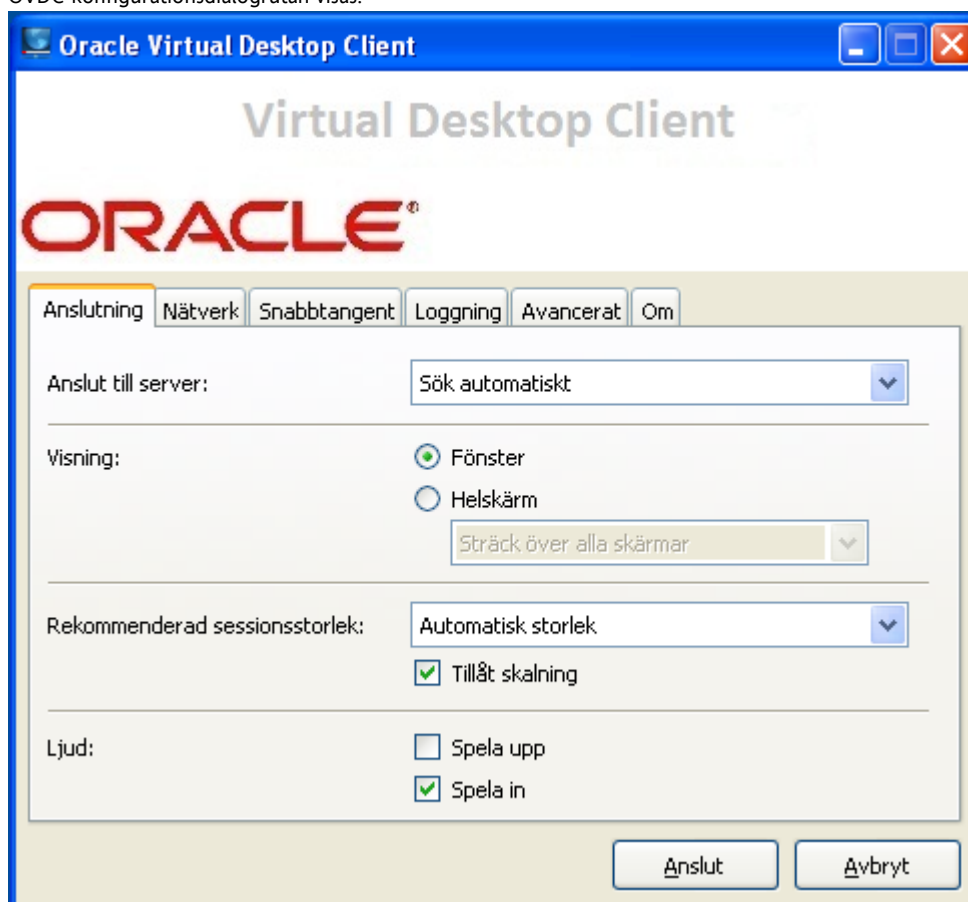 OVDC-konfigurationsdialogrutan visas.
Oracle Virtual Desktop Client
Virtual Desktop Client
ORACLE®
Anslutning Nätverk Snabbtangent Loggning Avancerat Om
Anslut till server: Sök automatiskt
Visning: Fönster
Helskärm
Sträck över alla skärmar
Rekommenderad sessionsstorlek: Automatisk storlek
Tillåt skalning
Ljud: Spela upp
Spela in
Anslut Avbryt